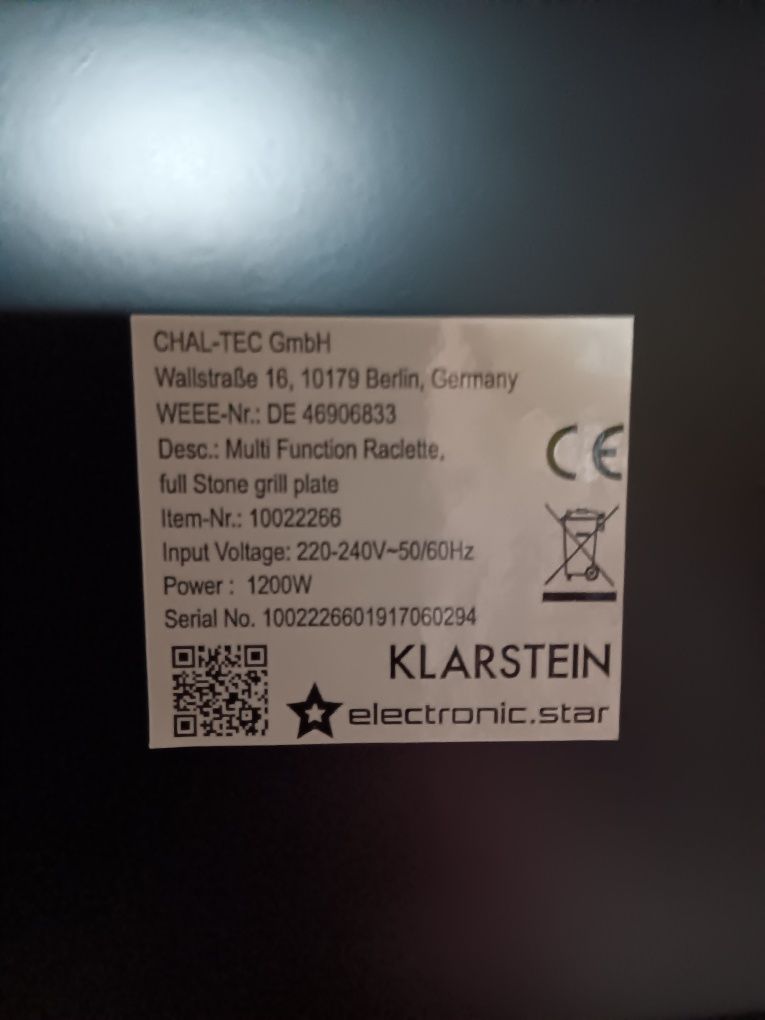 CHAL-TEC GmbH
Wallstraße 16, 10179 Berlin, Germany
WEEE-Nr.: DE 46906833
Desc.: Multi Function Raclette,
full Stone grill plate
Item-Nr.: 10022266
Input Voltage: 220-240V~50/60Hz
Power : 1200W
Serial No. 1002226601917060294
CE
KLARSTEIN
electronic.star